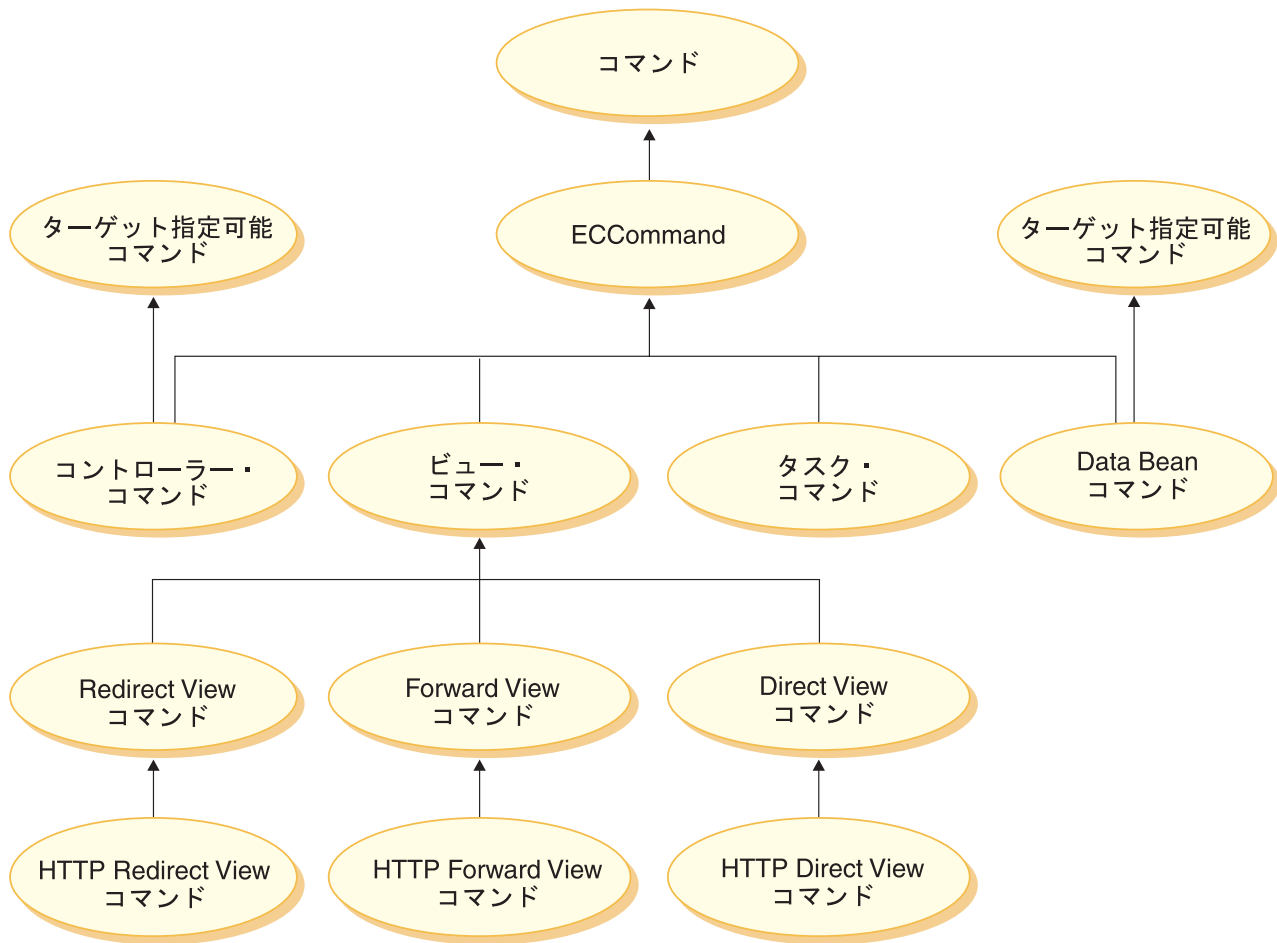 コマンド
ターゲット指定可能
コマンド
ECCommand
ターゲット指定可能
コマンド
コントローラー・
コマンド
ビュー・
コマンド
タスク・
コマンド
Data Bean
コマンド
Redirect View
コマンド
Forward View
コマンド
Direct View
コマンド
HTTP Redirect View
コマンド
HTTP Forward View
コマンド
HTTP Direct View
コマンド